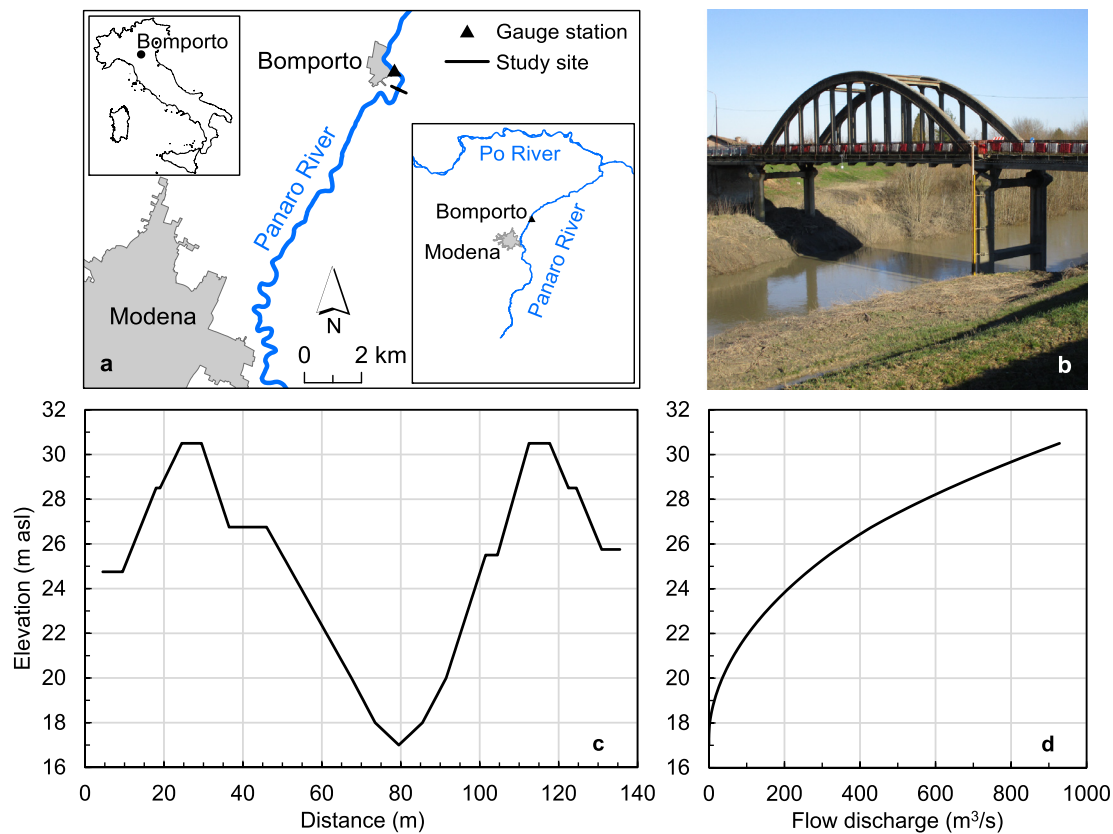 Bomporto
Bomporto
Gauge station
Study site
Panaro River
Po River
Bomporto
Modena
Panaro River
Modena
N
0 2 km
a
b
32
30
28
26
24
22
20
18
16
Elevation (m asl)
0 20 40 60 80 100 120 140
Distance (m)
c
32
30
28
26
24
22
20
18
16
0 200 400 600 800 1000
Flow discharge (m³/s)
d